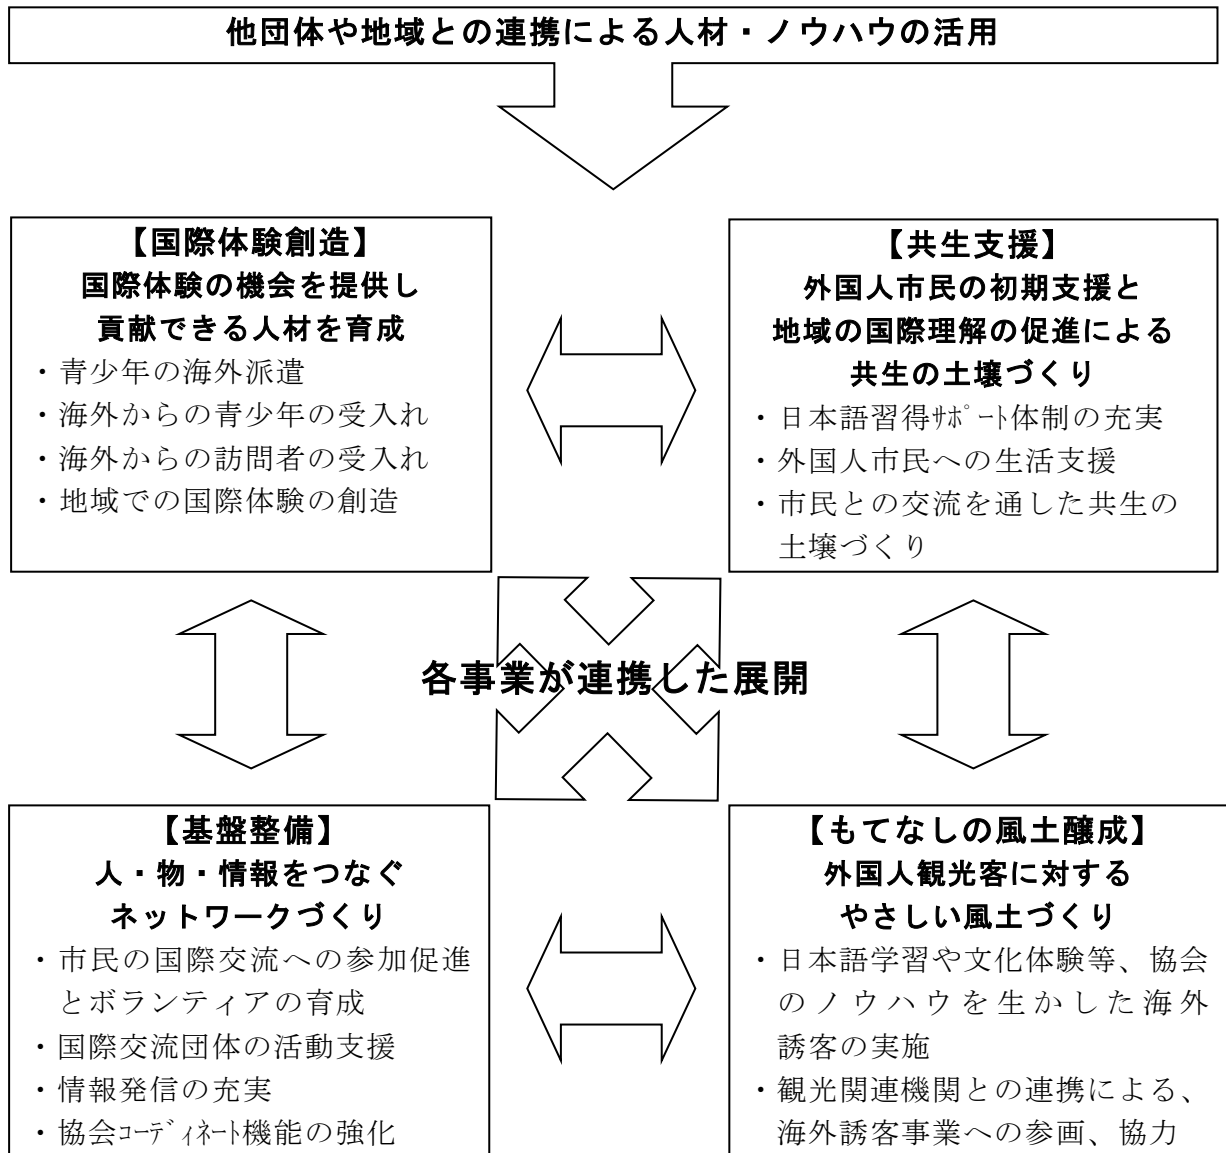 他団体や地域との連携による人材・ノウハウの活用
【国際体験創造】
国際体験の機会を提供し
貢献できる人材を育成
・青少年の海外派遣
・海外からの青少年の受入れ
・海外からの訪問者の受入れ
・地域での国際体験の創造
【共生支援】
外国人市民の初期支援と
地域の国際理解の促進による
共生の土壌づくり
・日本語習得ｻﾎﾟｰﾄ体制の充実
・外国人市民への生活支援
・市民との交流を通した共生の
土壌づくり
各事業が連携した展開
【基盤整備】
人・物・情報をつなぐ
ネットワークづくり
・市民の国際交流への参加促進
とボランティアの育成
・国際交流団体の活動支援
・情報発信の充実
・協会ｺｰﾃﾞｨﾈｰﾄ機能の強化
【もてなしの風土醸成】
外国人観光客に対する
やさしい風土づくり
・日本語学習や文化体験等、協会
のノウハウを生かした海外
誘客の実施
・観光関連機関との連携による、
海外誘客事業への参画、協力